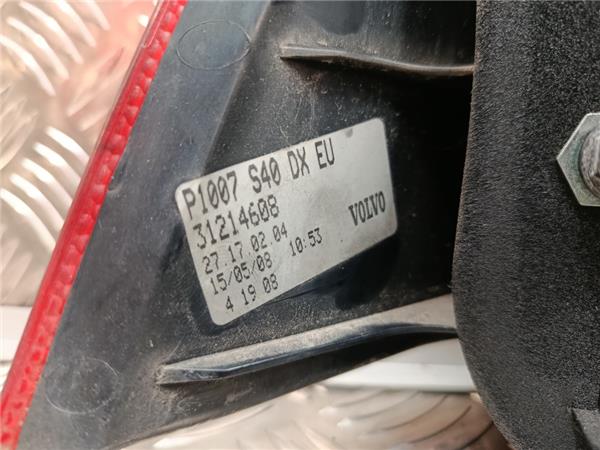 P1007 S40 DX EU
31214608
27.17.02.04 VOLVO
15/05/08 10:53
4 19 08